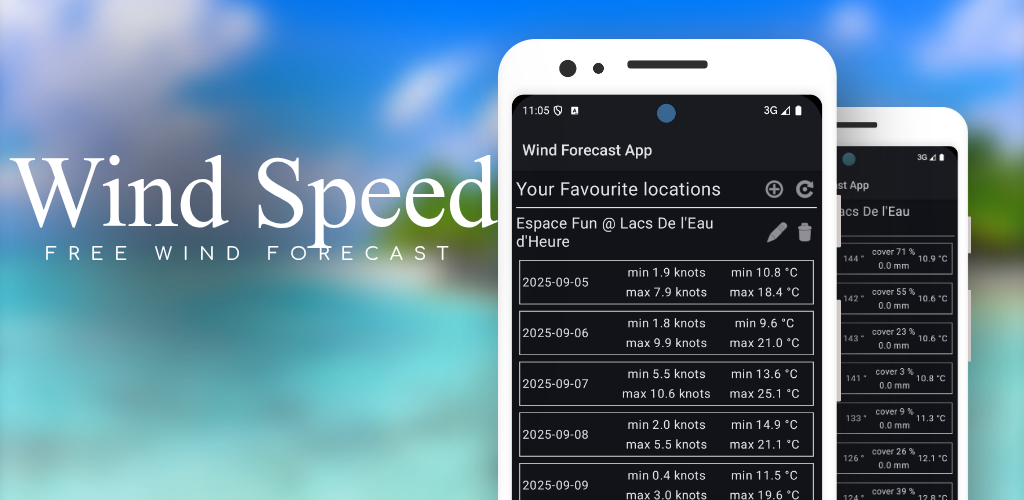 Wind Speed
FREE WIND FORECAST
11:05
3G
Wind Forecast App
Your Favourite locations
Espace Fun @ Lacs De l'Eau
d'Heure
2025-09-05
min 1.9 knots
max 7.9 knots
min 10.8 °C
max 18.4 °C
2025-09-06
min 1.8 knots
max 9.9 knots
min 9.6 °C
max 21.0 °C
2025-09-07
min 5.5 knots
max 10.6 knots
min 13.6 °C
max 25.1 °C
2025-09-08
min 2.0 knots
max 5.5 knots
min 14.9 °C
max 21.1 °C
2025-09-09
min 0.4 knots
max 3.0 knots
min 11.5 °C
max 19.6 °C
3G
st App
acs De l'Eau
144 °
cover 71 %
0.0 mm
10.9 °C
142 °
cover 55 %
0.0 mm
10.6 °C
143 °
cover 23 %
0.0 mm
10.6 °C
141 °
cover 3 %
0.0 mm
10.8 °C
133 °
cover 9 %
0.0 mm
11.3 °C
126 °
cover 26 %
0.0 mm
12.1 °C
124 °
cover 39 %
12.8 °C